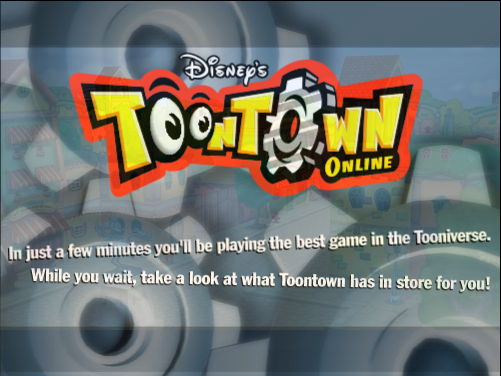 Disney's
TOONTOWN
ONLINE
In just a few minutes you'll be playing the best game in the Tooniverse.
While you wait, take a look at what Toontown has in store for you!